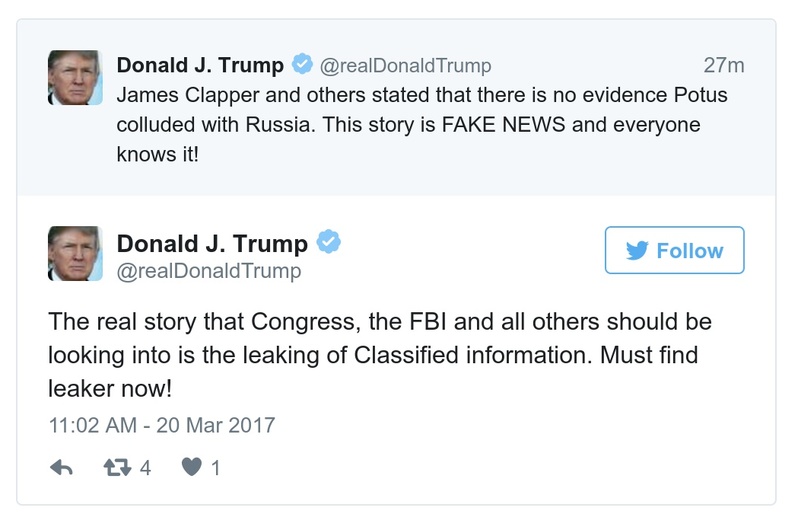 Donald J. Trump @realDonaldTrump 27m
James Clapper and others stated that there is no evidence Potus
colluded with Russia. This story is FAKE NEWS and everyone
knows it!
Donald J. Trump
@realDonaldTrump
Follow
The real story that Congress, the FBI and all others should be
looking into is the leaking of Classified information. Must find
leaker now!
11:02 AM - 20 Mar 2017
4 1